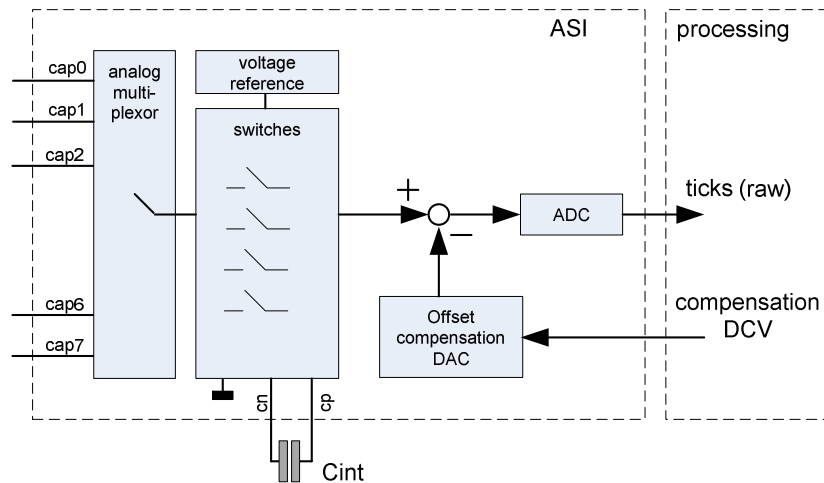 ASI
processing
cap0
cap1
cap2
cap6
cap7
analog
multi-
plexor
voltage
reference
switches
+
−
ADC
ticks (raw)
Offset
compensation
DAC
compensation
DCV
cn
cp
Cint